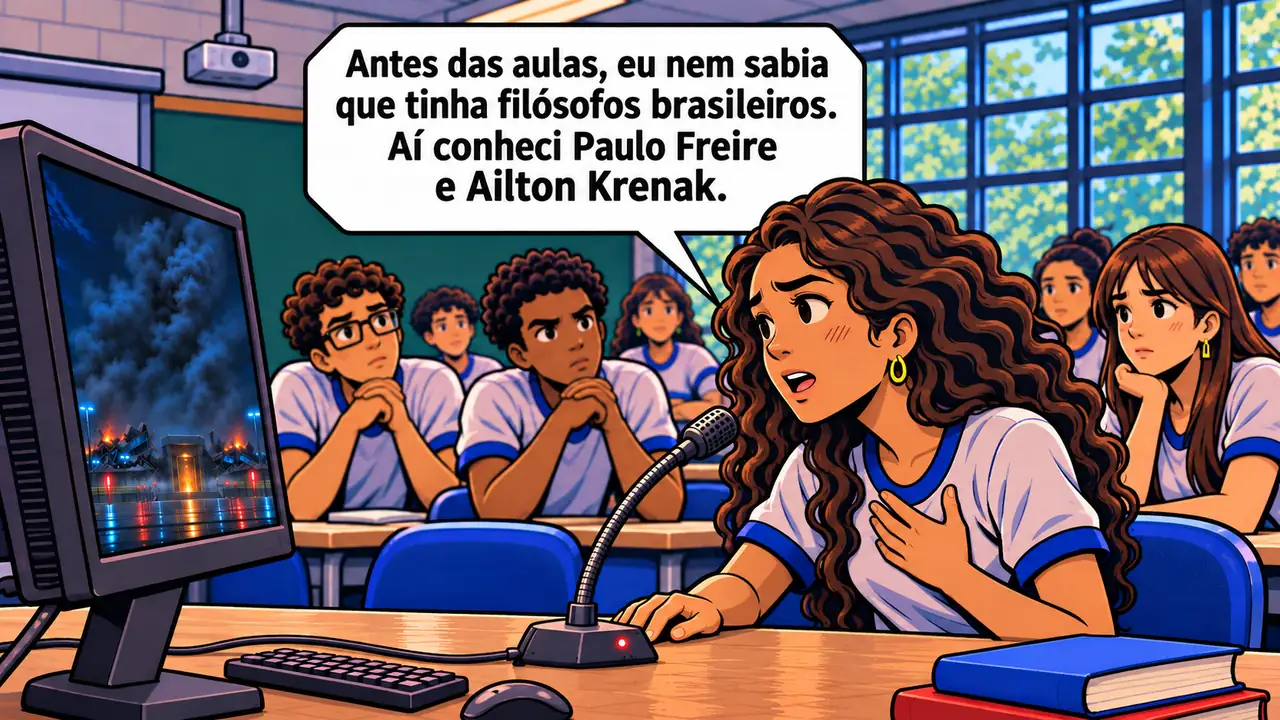 Antes das aulas, eu nem sabia
que tinha filósofos brasileiros.
Aí conheci Paulo Freire
e Ailton Krenak.